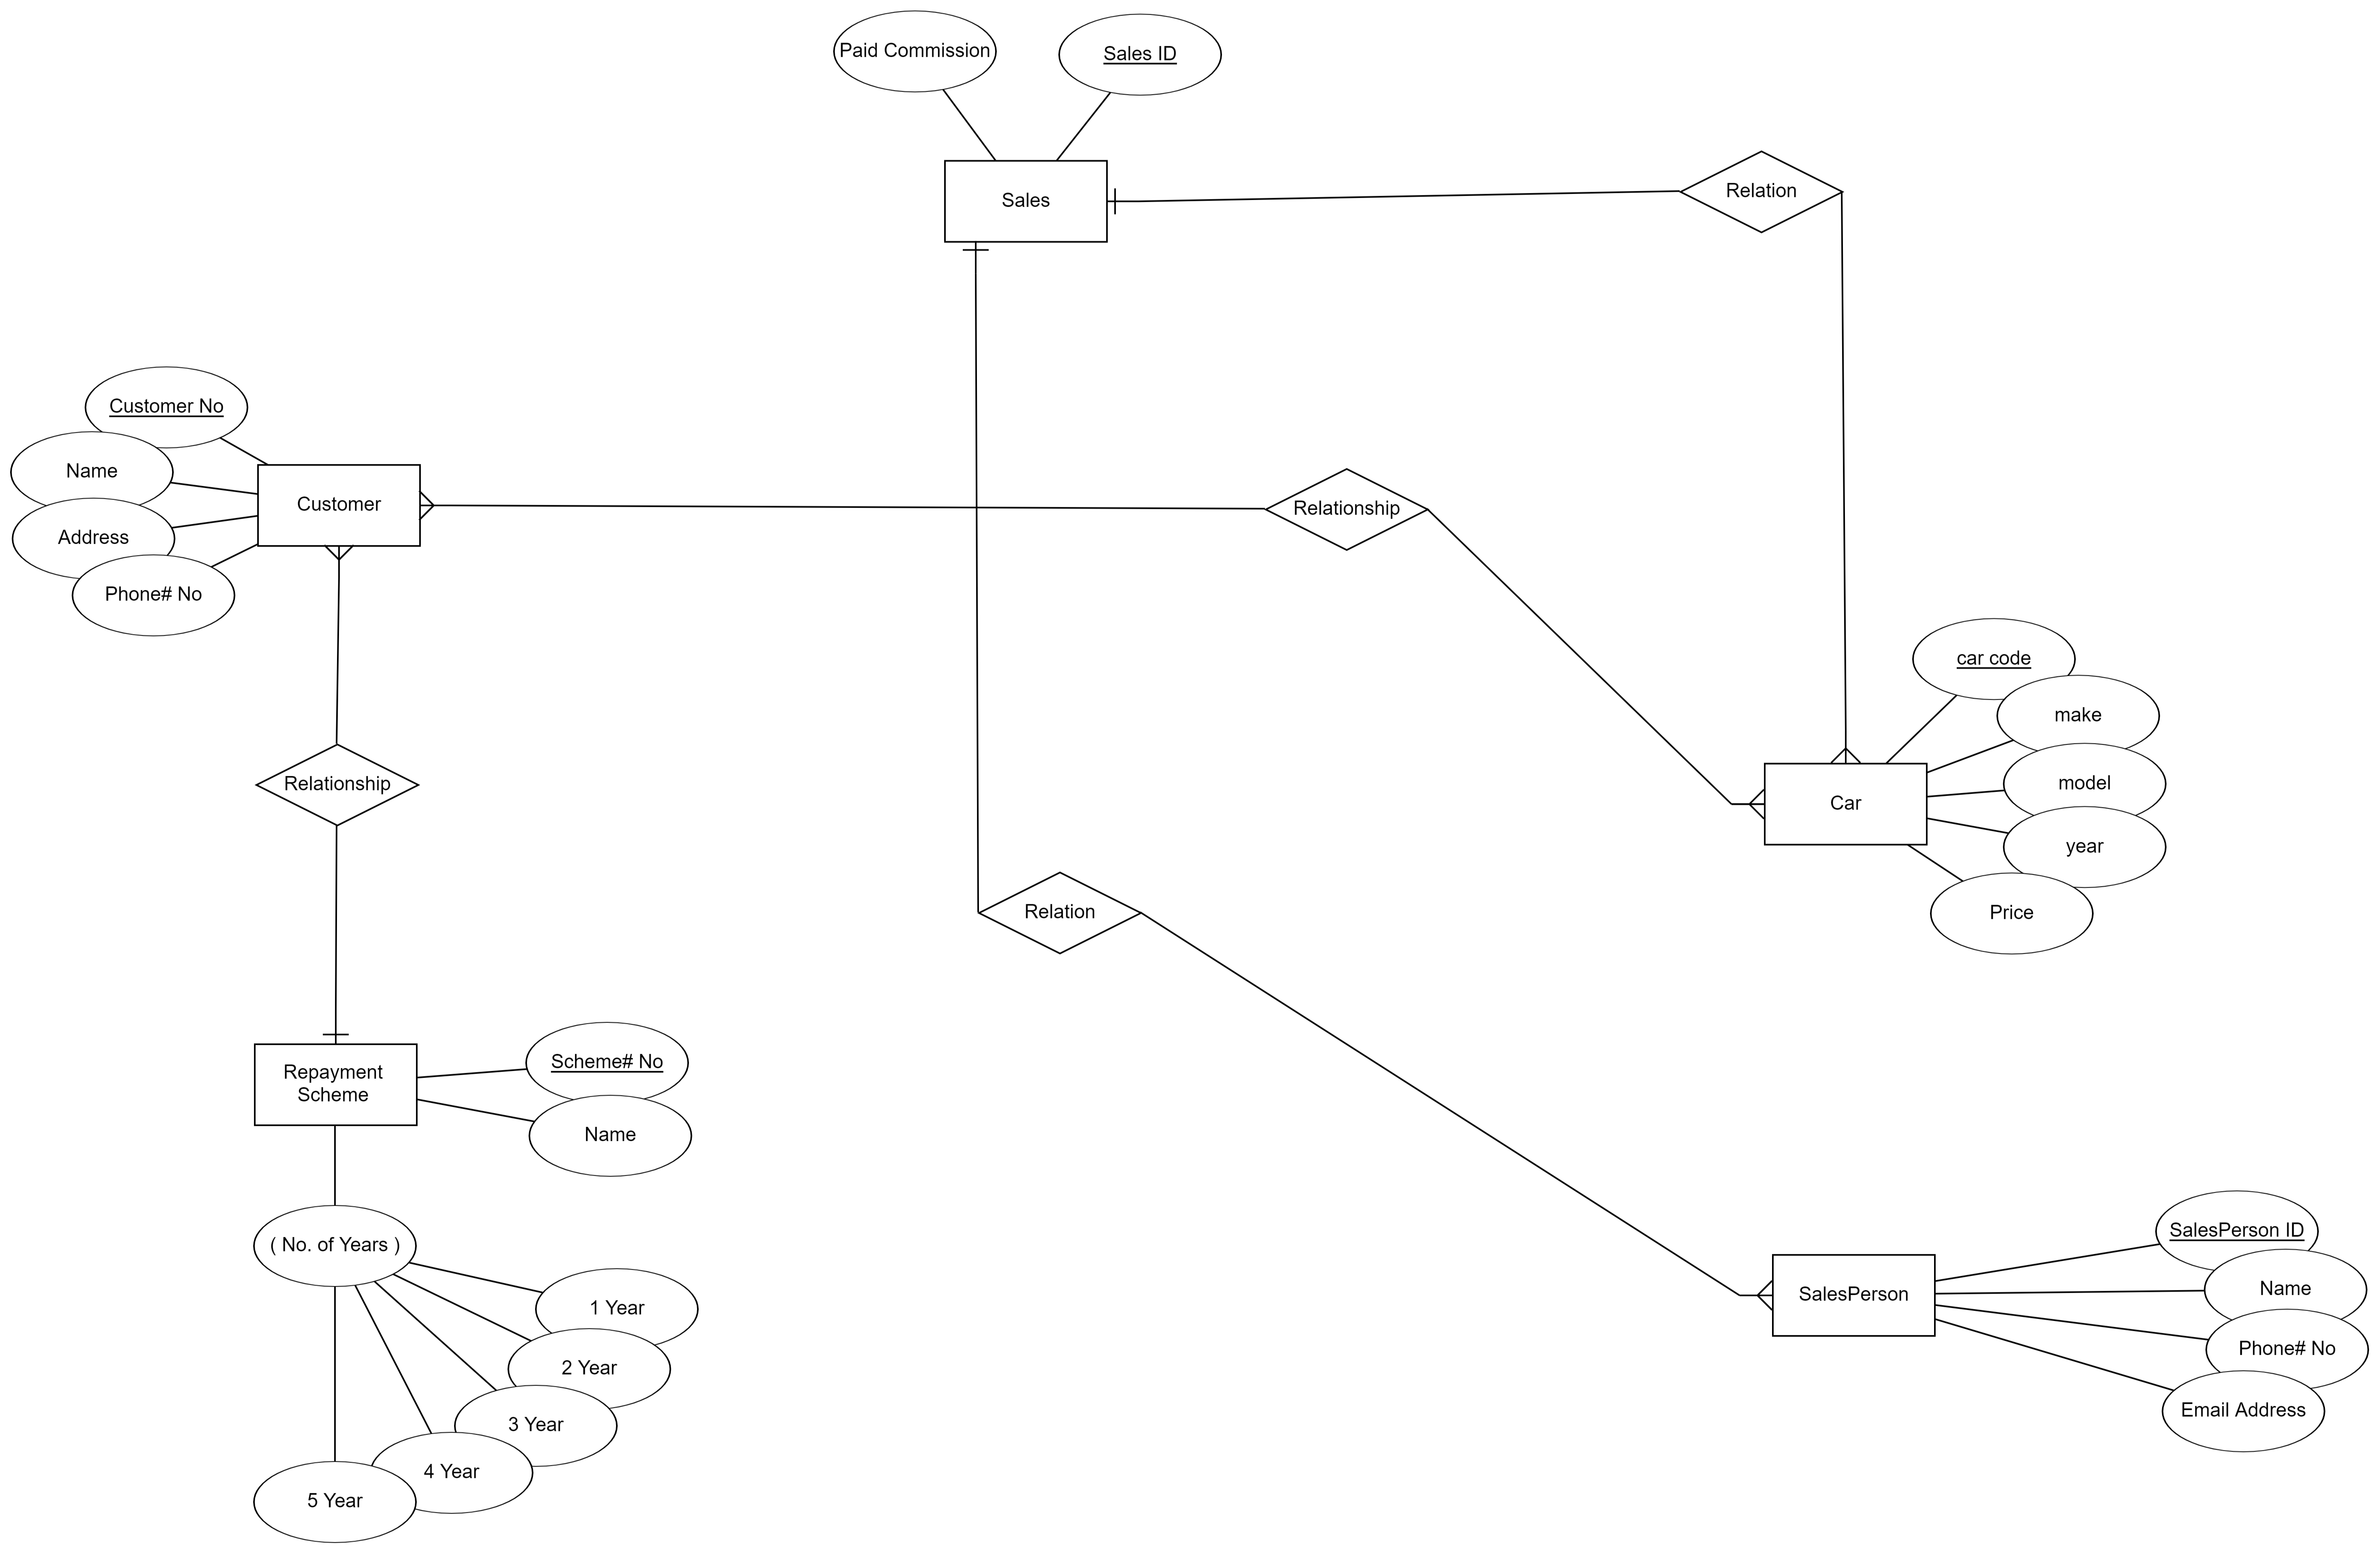 Paid Commission
Sales ID
Sales
Relation
Customer No
Name
Address
Phone# No
Customer
Relationship
car code
make
model
year
Price
Car
Relationship
Relation
Repayment
Scheme
Scheme# No
Name
( No. of Years )
1 Year
2 Year
3 Year
4 Year
5 Year
SalesPerson
SalesPerson ID
Name
Phone# No
Email Address